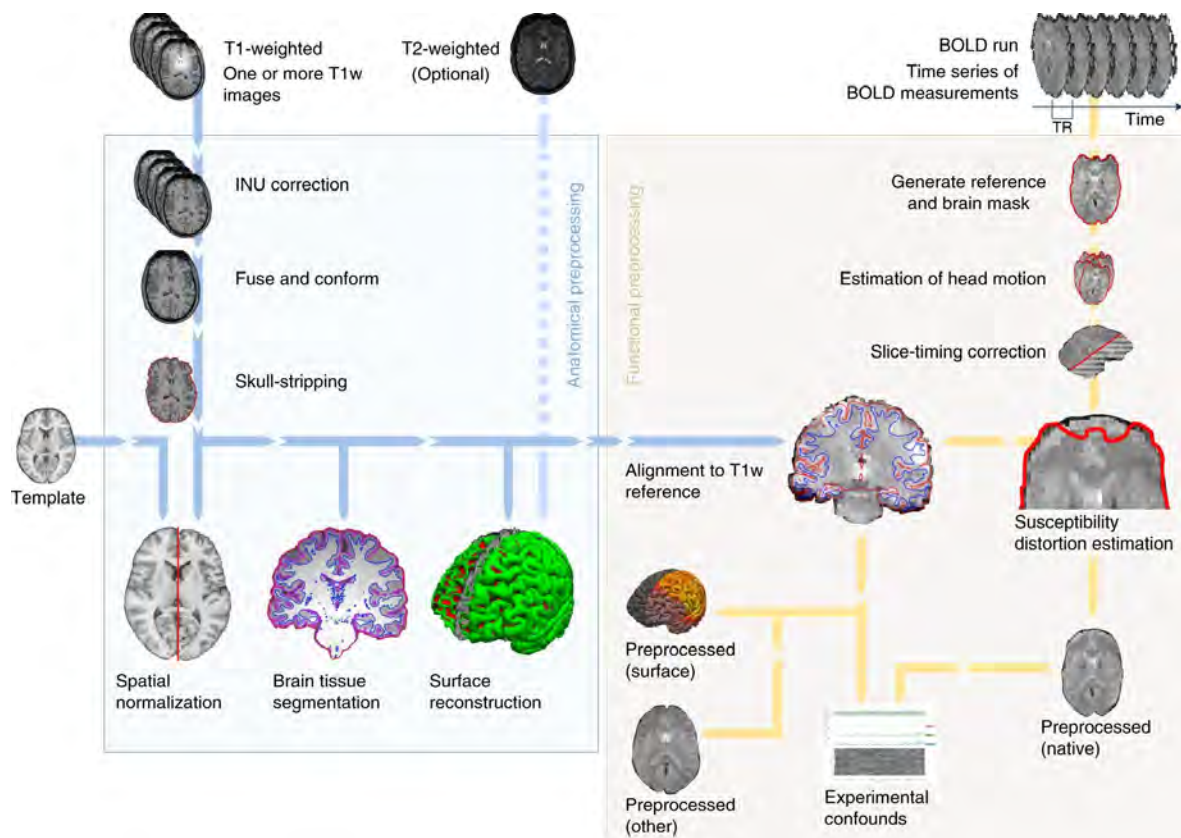 T1-weighted
One or more T1w
images
T2-weighted
(Optional)
BOLD run
Time series of
BOLD measurements
TR
Time
INU correction
Fuse and conform
Skull-stripping
Anatomical preprocessing
Functional preprocessing
Generate reference
and brain mask
Estimation of head motion
Slice-timing correction
Template
Alignment to T1w
reference
Susceptibility
distortion estimation
Spatial
normalization
Brain tissue
segmentation
Surface
reconstruction
Preprocessed
(surface)
Preprocessed
(other)
Experimental
confounds
Preprocessed
(native)